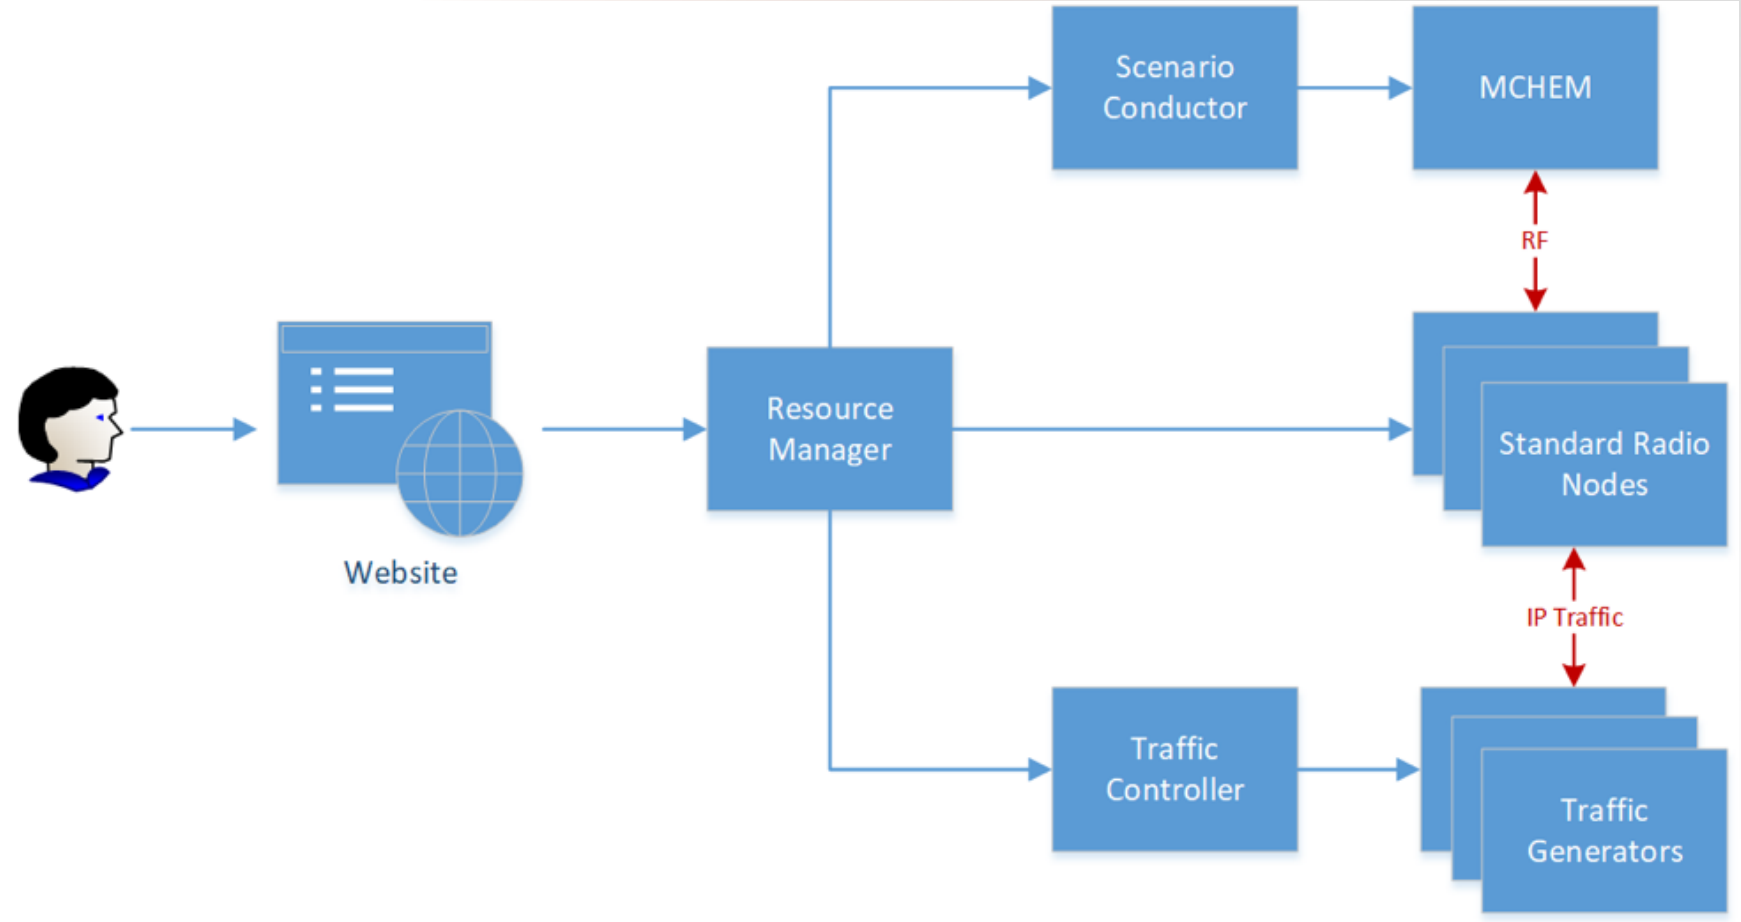 Scenario
Conductor
MCHEM
RF
Resource
Manager
Standard Radio
Nodes
Website
IP Traffic
Traffic
Controller
Traffic
Generators